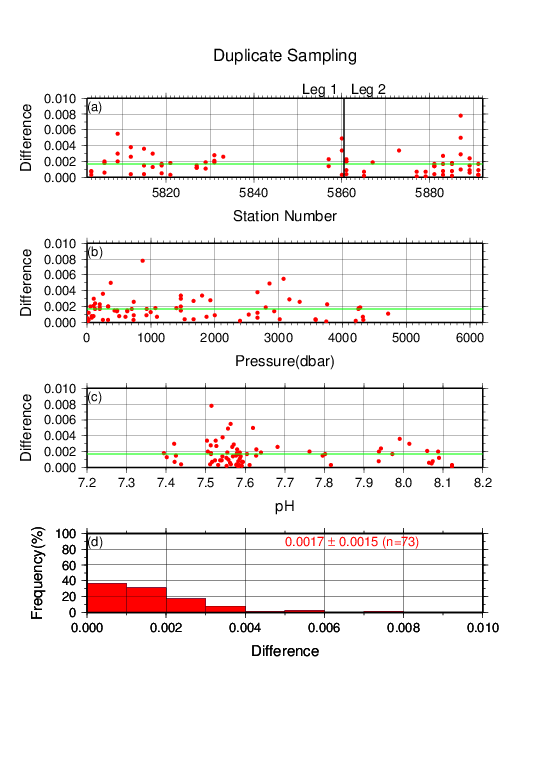 Duplicate Sampling
Leg 1 Leg 2
0.010
0.008
0.006
0.004
0.002
0.000
Difference
(a)
5820 5840 5860 5880
Station Number
0.010
0.008
0.006
0.004
0.002
0.000
Difference
(b)
0 1000 2000 3000 4000 5000 6000
Pressure(dbar)
0.010
0.008
0.006
0.004
0.002
0.000
Difference
(c)
7.2 7.3 7.4 7.5 7.6 7.7 7.8 7.9 8.0 8.1 8.2
pH
100
80
60
40
20
0
Frequency(%)
(d)
0.0017 ± 0.0015 (n=73)
0.000 0.002 0.004 0.006 0.008 0.010
Difference